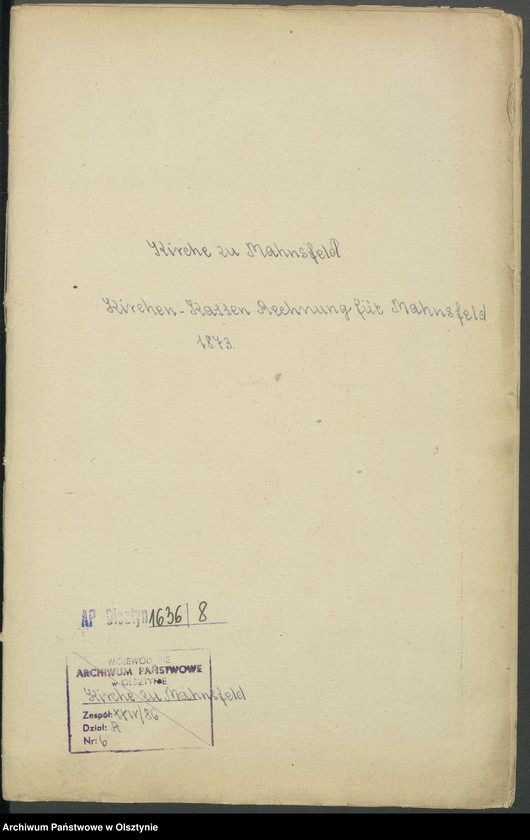 Kirche zu Mahnsfeld
Kirchen-Kassen Rechnung für Mahnsfeld
1873.
AP Olsztyn 1636/8
WOJEWÓDZKIE
ARCHIWUM PAŃSTWOWE
w OLSZTYNIE
Kirche zu Mahnsfeld
Zespół: XXIV/86
Dział: A
Nr: 6
Archiwum Państwowe w Olsztynie